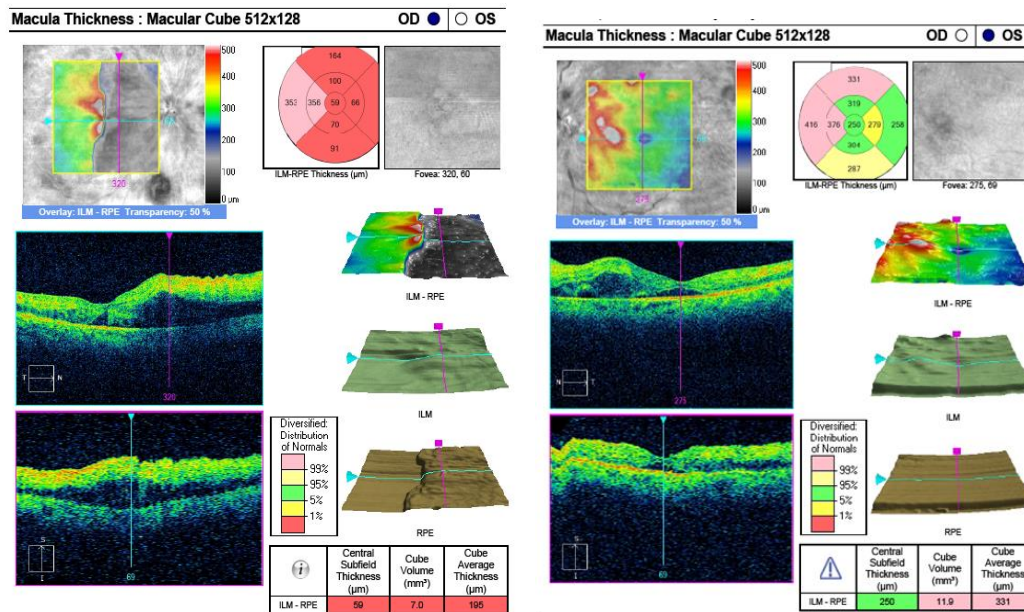 Macula Thickness : Macular Cube 512x128
OD OS
500
400
300
200
100
0 µm
320
Overlay: ILM - RPE Transparency: 50 %
164
100
356 59 66
70
91
ILM-RPE Thickness (µm)
Fovea: 320, 60
320
T N
ILM - RPE
ILM
69
S
I
Diversified:
Distribution
of Normals
99%
95%
5%
1%
RPE
Central Subfield Thickness (µm)
Cube Volume (mm³)
Cube Average Thickness (µm)
ILM - RPE 59 7.0 195
Macula Thickness : Macular Cube 512x128
OD OS
500
400
300
200
100
0 µm
275
Overlay: ILM - RPE Transparency: 50 %
331
319
416 376 250 279 258
304
287
ILM-RPE Thickness (µm)
Fovea: 275, 69
275
N T
ILM - RPE
ILM
69
S
I
Diversified:
Distribution
of Normals
99%
95%
5%
1%
RPE
Central Subfield Thickness (µm)
Cube Volume (mm³)
Cube Average Thickness (µm)
ILM - RPE 250 11.9 331